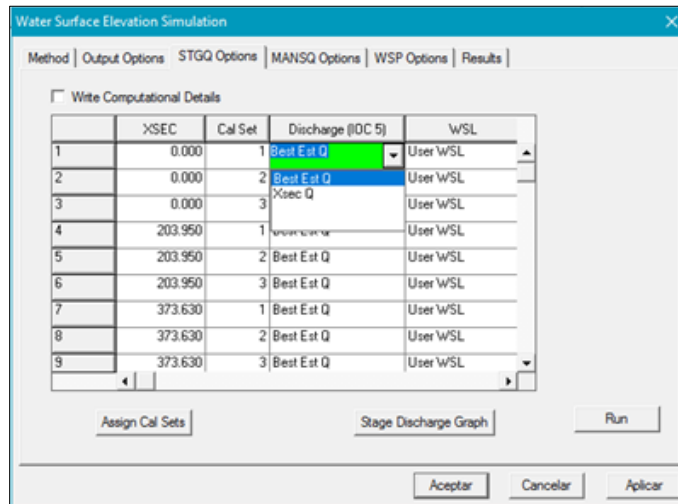 Water Surface Elevation Simulation
Method Output Options STGQ Options MANSQ Options WSP Options Results
Write Computational Details
XSEC Cal Set Discharge (IOC 5) WSL
1 0.000 1 Best Est Q User WSL
2 0.000 2 Best Est Q User WSL
3 0.000 3 Xsec Q User WSL
4 203.950 1 User WSL
5 203.950 2 Best Est Q User WSL
6 203.950 3 Best Est Q User WSL
7 373.630 1 Best Est Q User WSL
8 373.630 2 Best Est Q User WSL
9 373.630 3 Best Est Q User WSL
Assign Cal Sets Stage Discharge Graph Run
Aceptar Cancelar Aplicar